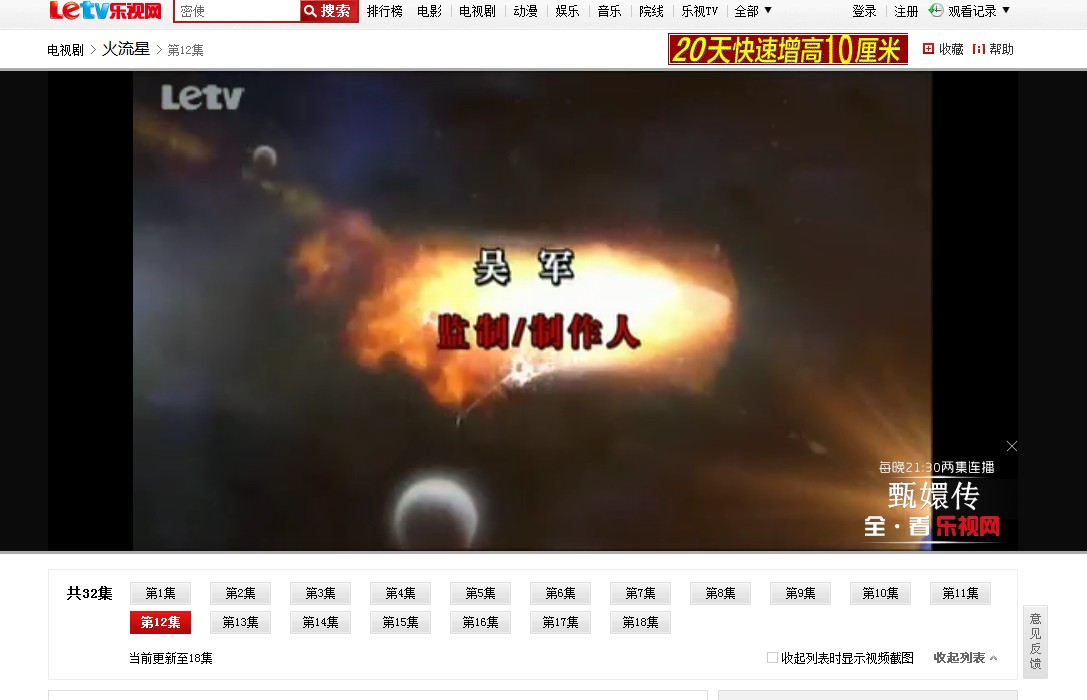 Letv乐视网 密使 搜索 排行榜 电影 电视剧 动漫 娱乐 音乐 院线 乐视TV 全部 登录 注册 观看记录
电视剧 > 火流星 > 第12集 20天快速增高10厘米 收藏 帮助
Letv
吴 军
监制/制作人
每晚21:30两集连播
甄嬛传
全·看乐视网
共32集 第1集 第2集 第3集 第4集 第5集 第6集 第7集 第8集 第9集 第10集 第11集
第12集 第13集 第14集 第15集 第16集 第17集 第18集
当前更新至18集 收起列表时显示视频截图 收起列表
意见反馈